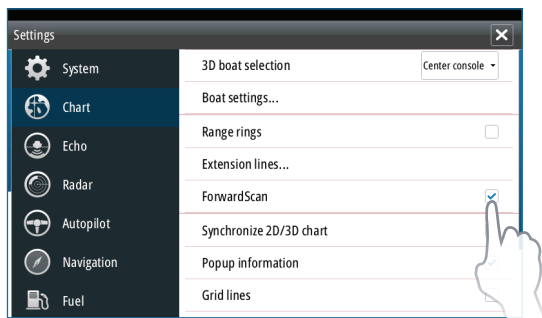 Settings
System
Chart
Echo
Radar
Autopilot
Navigation
Fuel
3D boat selection
Center console
Boat settings...
Range rings
Extension lines...
ForwardScan
Synchronize 2D/3D chart
Popup information
Grid lines